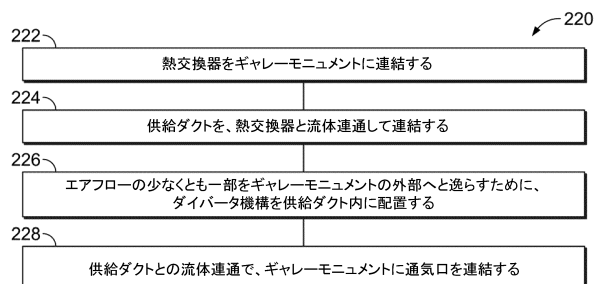 220
222
熱交換器をギャレーモニュメントに連結する
224
供給ダクトを、熱交換器と流体連通して連結する
226
エアフローの少なくとも一部をギャレーモニュメントの外部へと逸らすために、
ダイバータ機構を供給ダクト内に配置する
228
供給ダクトとの流体連通で、ギャレーモニュメントに通気口を連結する